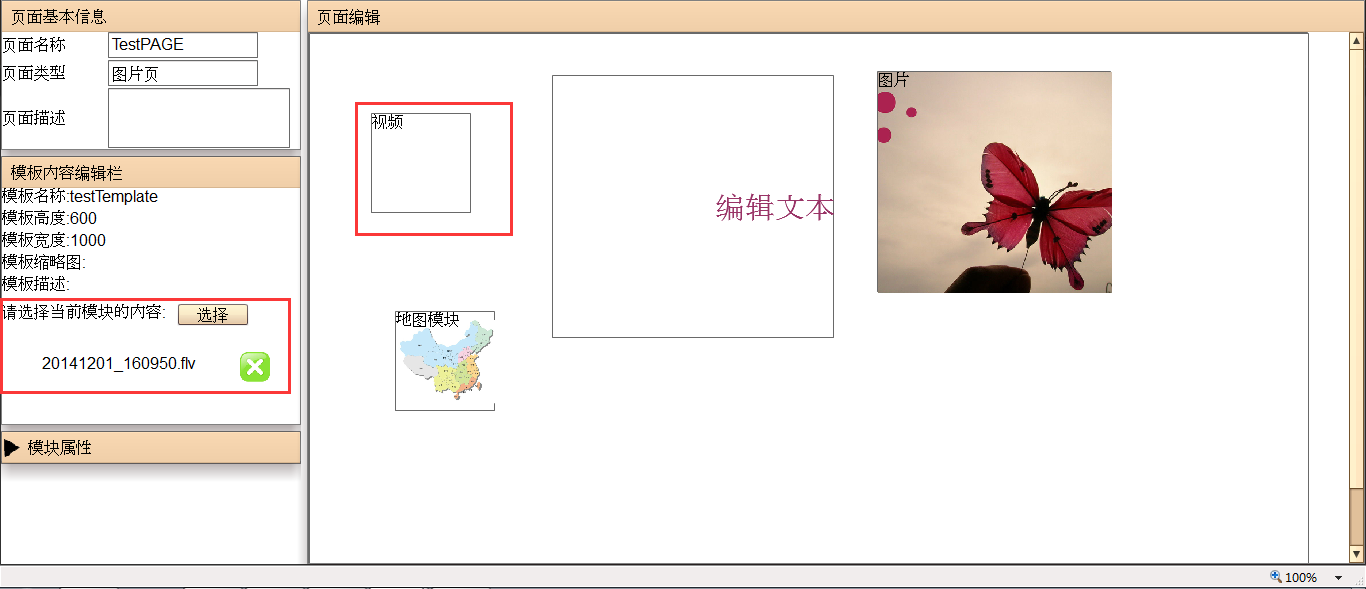 页面基本信息
页面名称 TestPAGE
页面类型 图片页
页面描述
模板内容编辑栏
模板名称:testTemplate
模板高度:600
模板宽度:1000
模板缩略图:
模板描述:
请选择当前模块的内容: 选择
20141201_160950.flv
模块属性
页面编辑
视频
编辑文本
图片
地图模块
100%